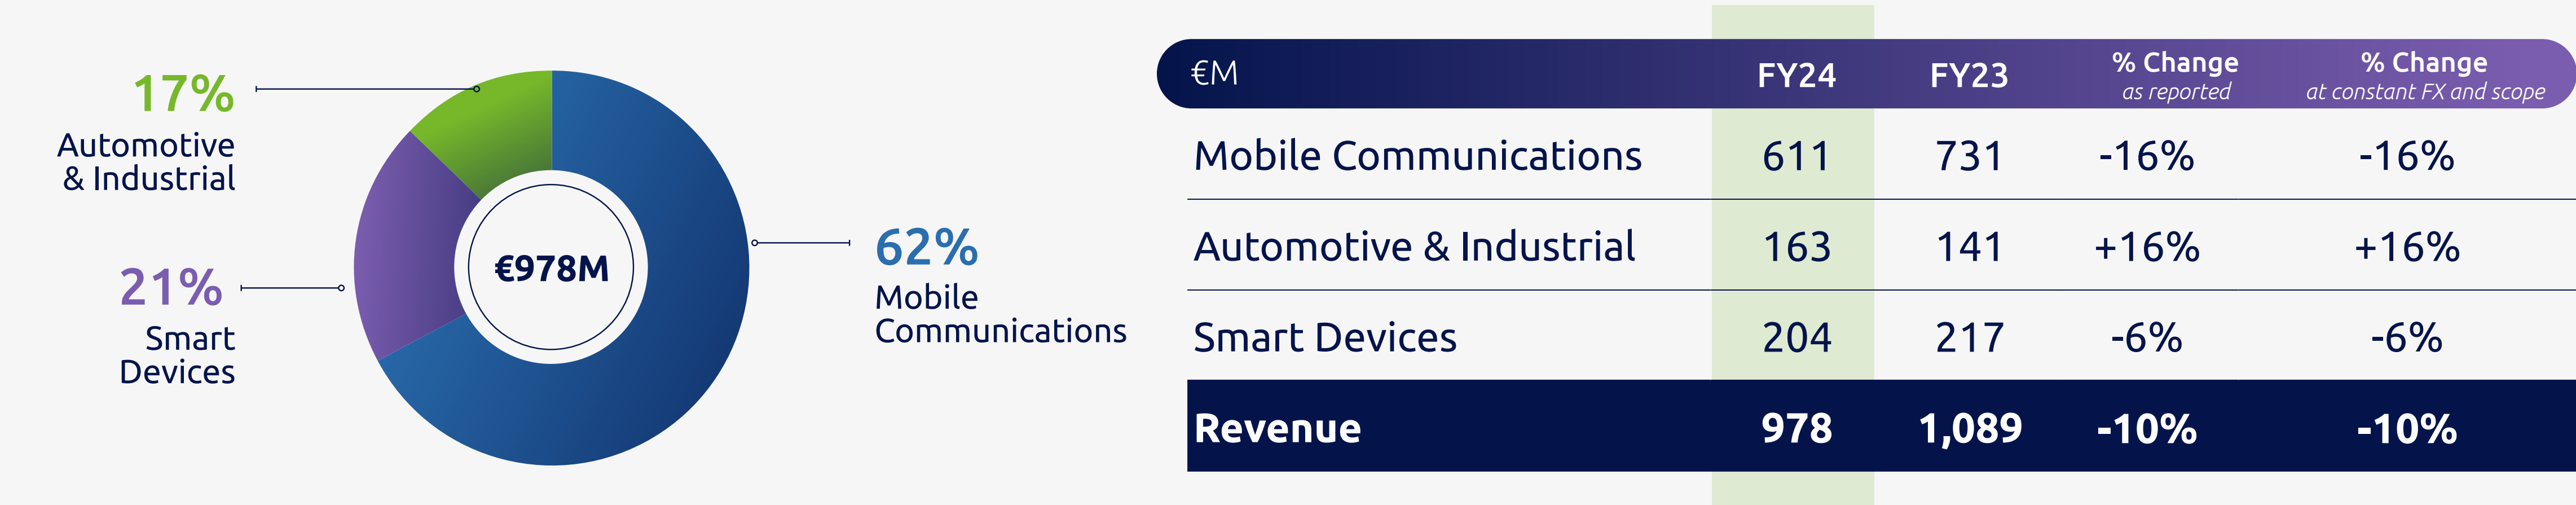 17%
Automotive
& Industrial
21%
Smart
Devices
€978M
62%
Mobile
Communications
€M FY24 FY23 % Change as reported % Change at constant FX and scope
Mobile Communications 611 731 -16% -16%
Automotive & Industrial 163 141 +16% +16%
Smart Devices 204 217 -6% -6%
Revenue 978 1,089 -10% -10%